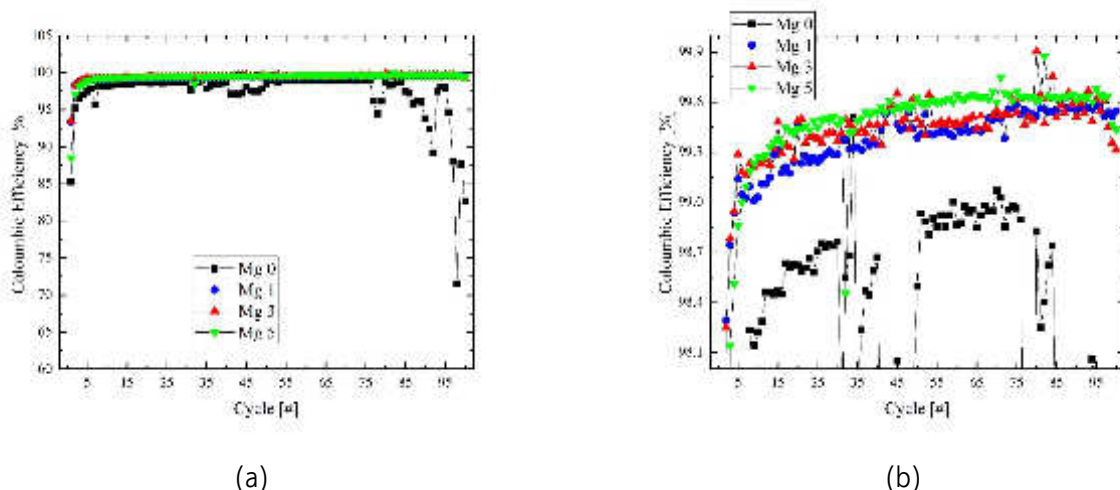 105
100
95
90
85
80
75
70
65
60
Coloumbic Efficiency %
Mg 0
Mg 1
Mg 3
Mg 5
5 15 25 35 45 55 65 75 85 95
Cycle [#]
(a)
Mg 0
Mg 1
Mg 3
Mg 5
99.9
99.6
99.3
99.0
98.7
98.4
98.1
Coloumbic Efficiency [%]
5 15 25 35 45 55 65 75 85 95
Cycle [#]
(b)